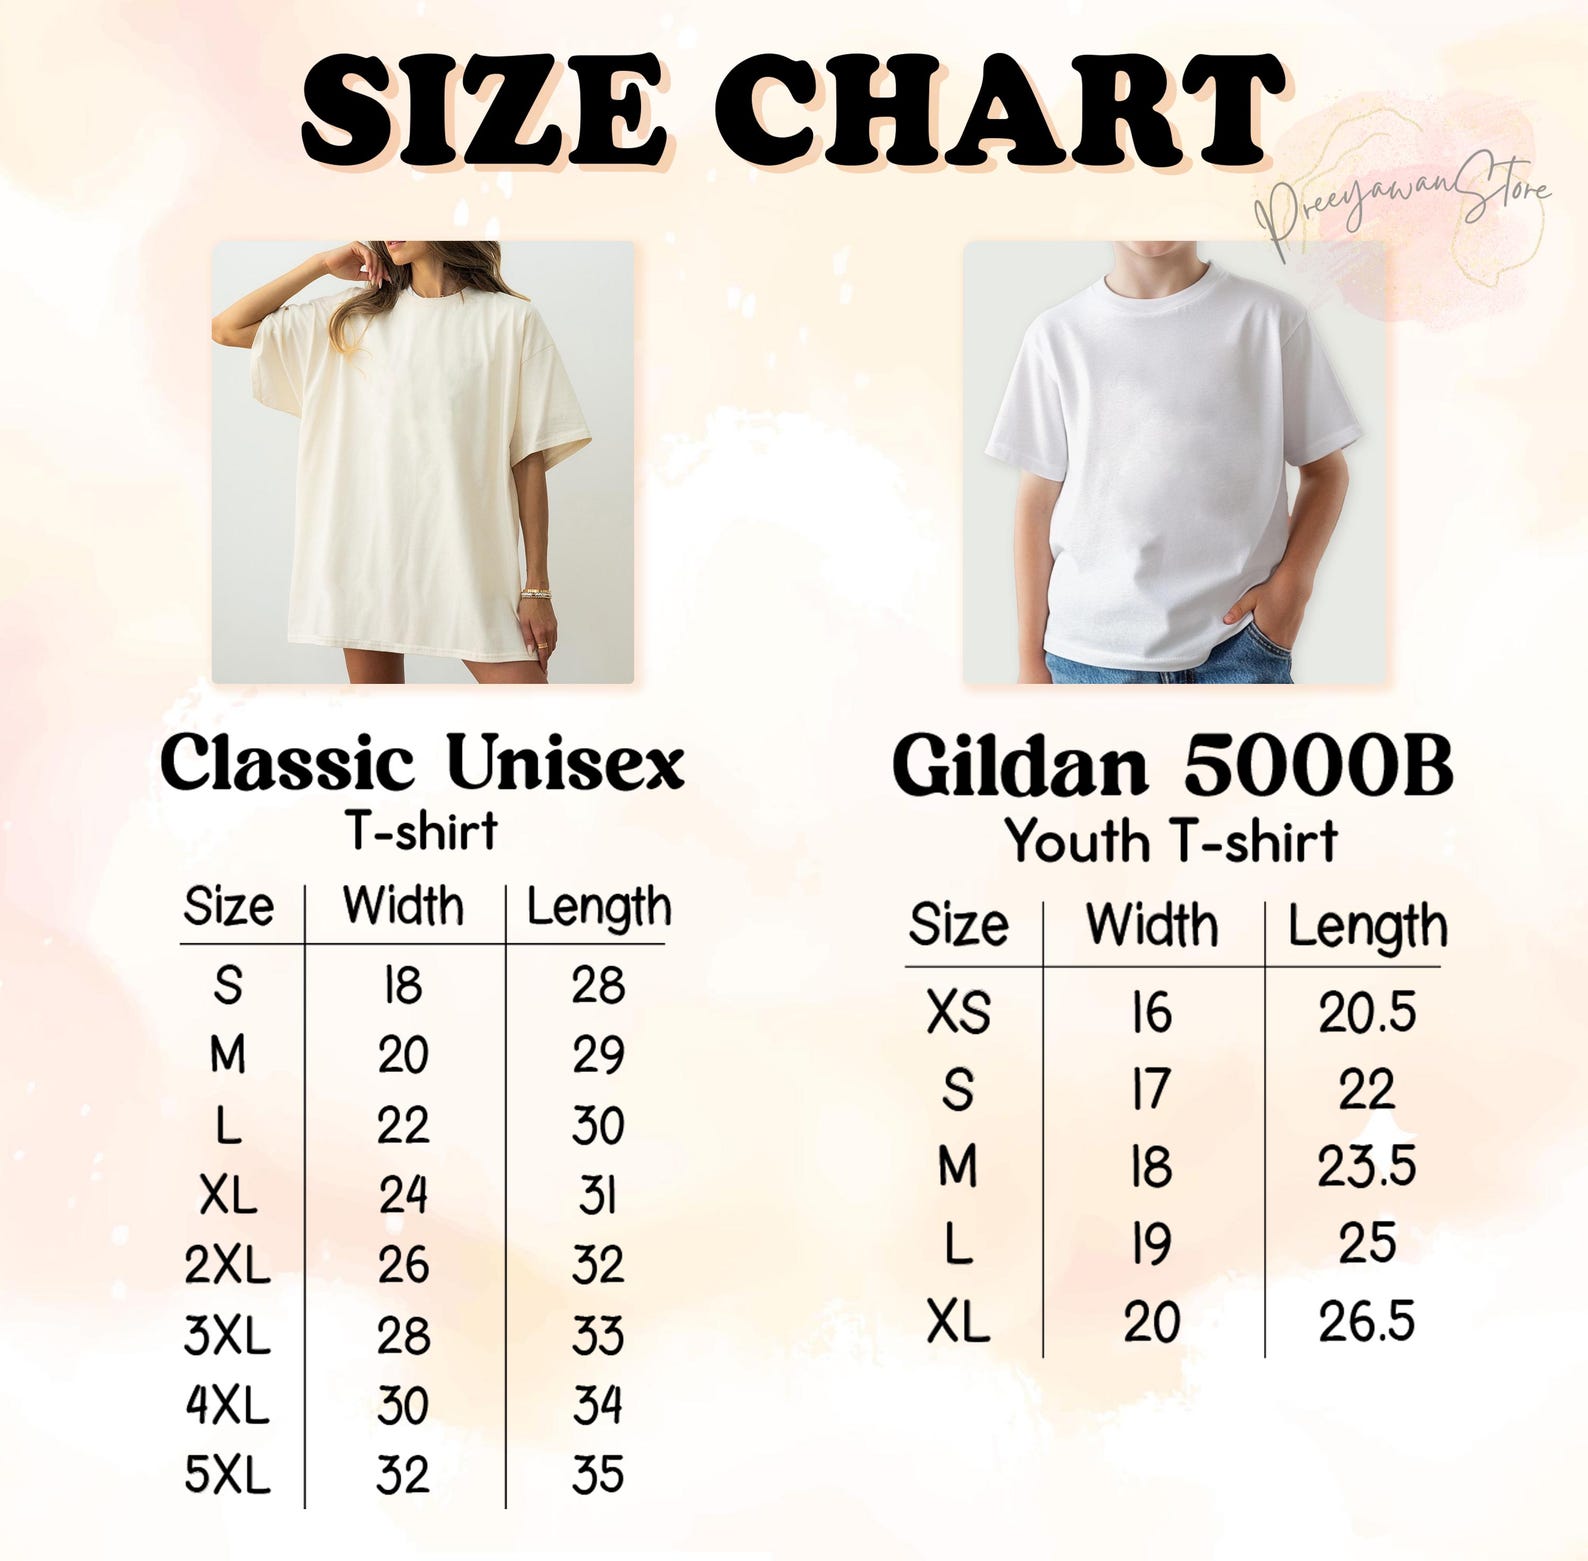 SIZE CHART
PreeyawanStore
Classic Unisex
T-shirt
Size Width Length
S 18 28
M 20 29
L 22 30
XL 24 31
2XL 26 32
3XL 28 33
4XL 30 34
5XL 32 35
Gildan 5000B
Youth T-shirt
Size Width Length
XS 16 20.5
S 17 22
M 18 23.5
L 19 25
XL 20 26.5